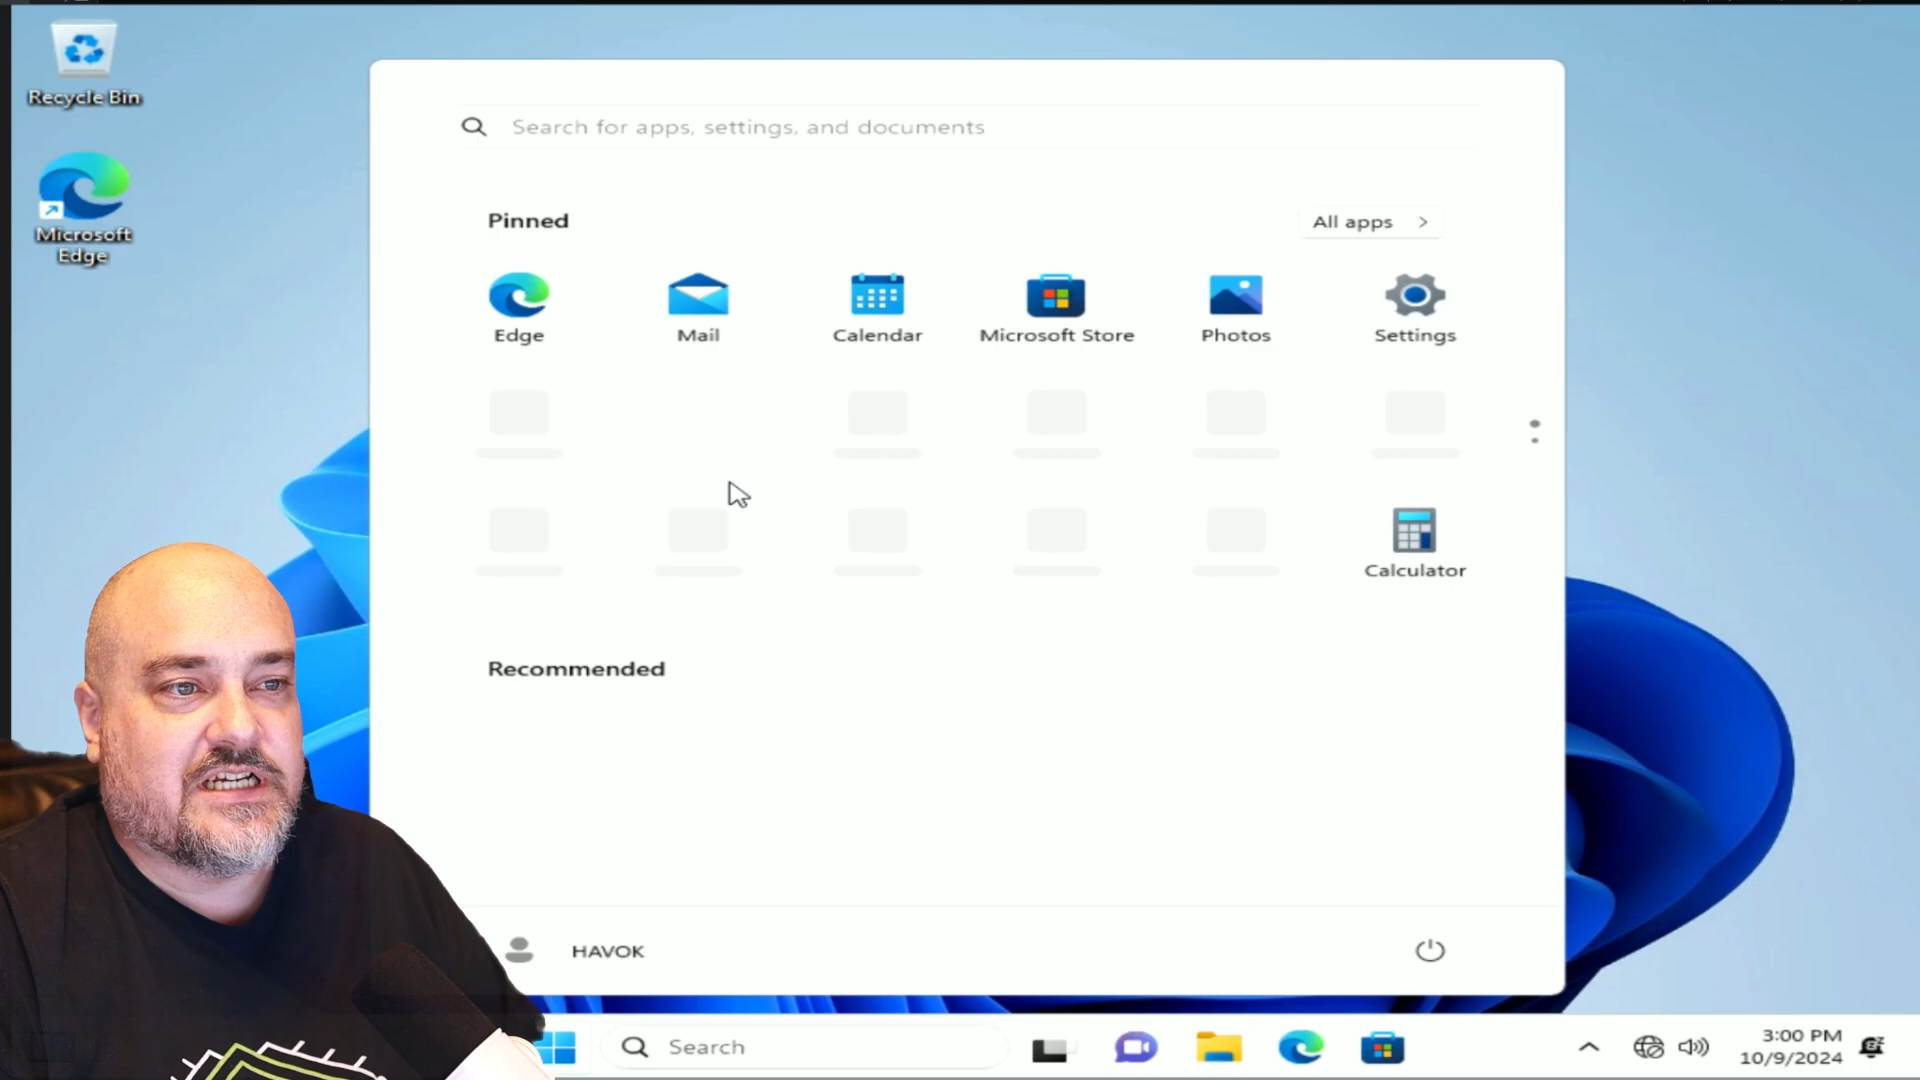 Recycle Bin
Microsoft
Edge
Search for apps, settings, and documents
Pinned
All apps
Edge
Mail
Calendar
Microsoft Store
Photos
Settings
Calculator
Recommended
HAVOK
Search
3:00 PM
10/9/2024